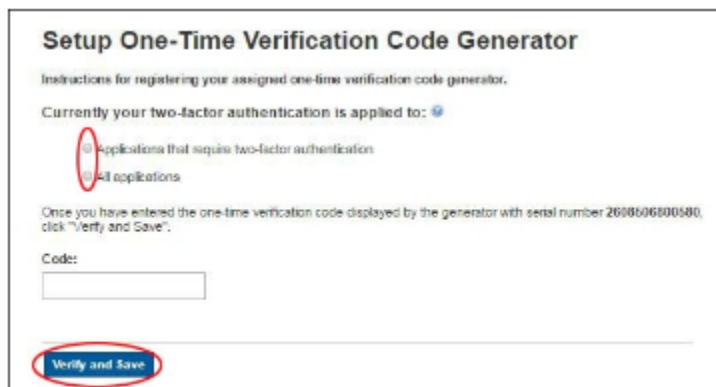 Setup One-Time Verification Code Generator
Instructions for registering your assigned one-time verification code generator.
Currently your two-factor authentication is applied to:
Applications that require two-factor authentication
All applications
Once you have entered the one-time verification code displayed by the generator with serial number 2608506800580,
click "Verify and Save".
Code:
Verify and Save